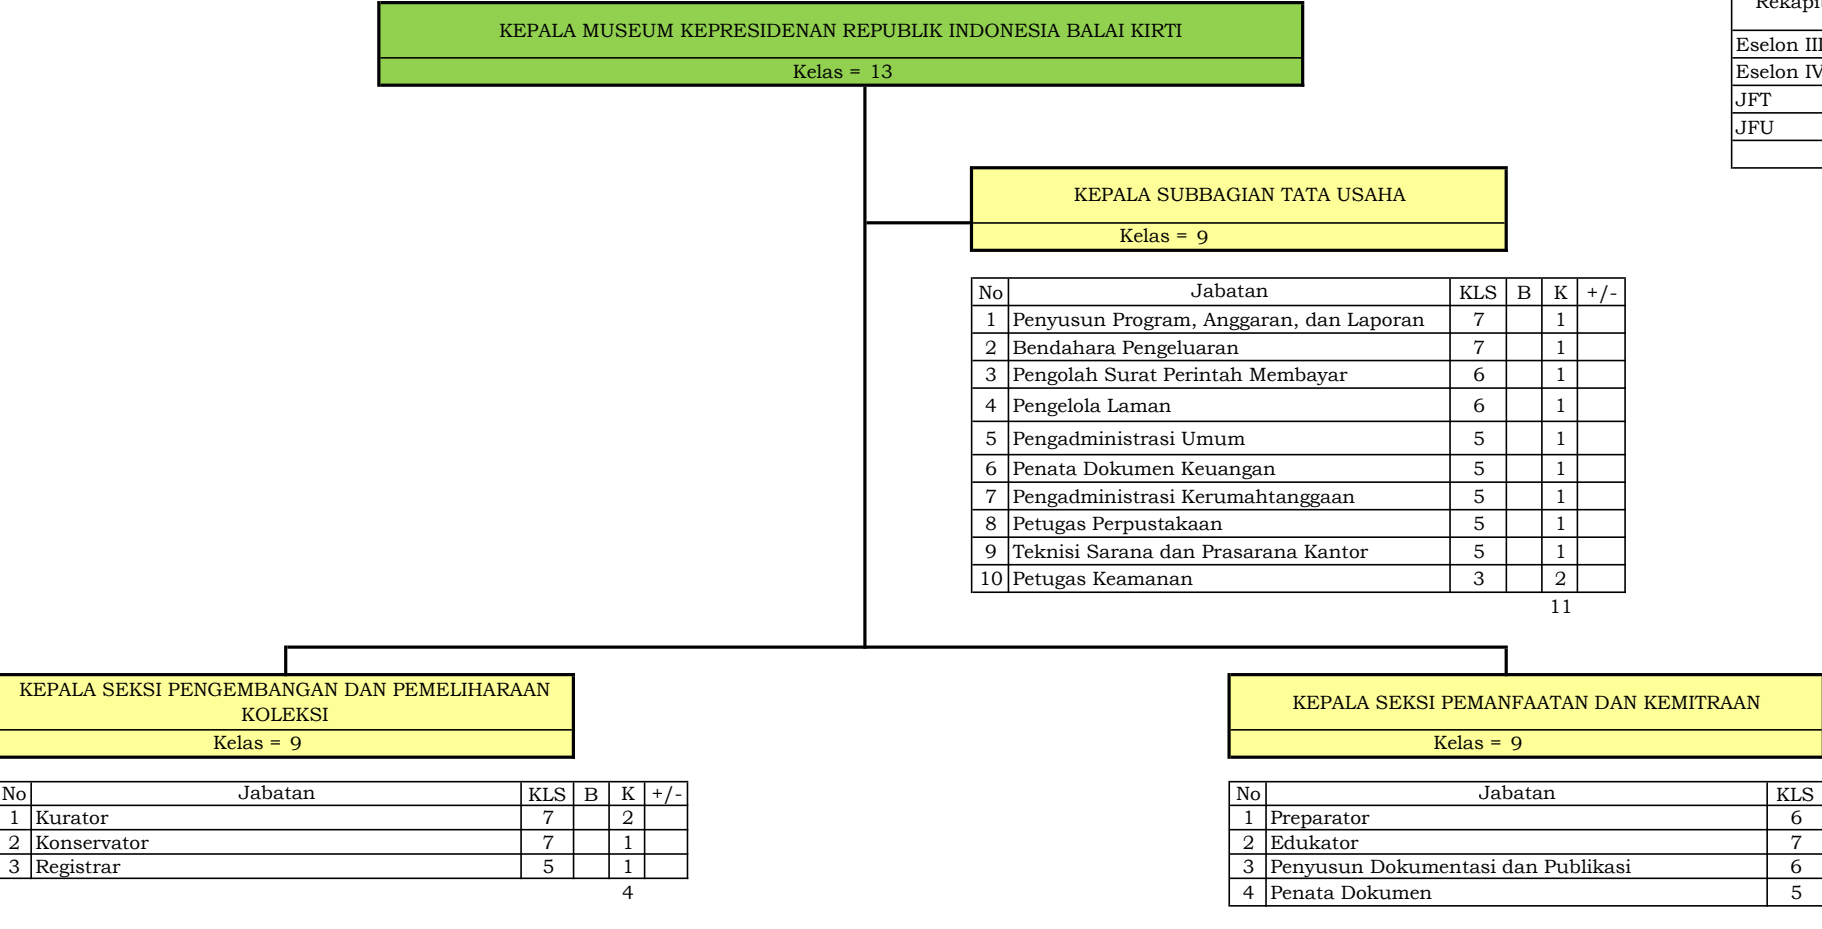 KEPALA MUSEUM KEPRESIDENAN REPUBLIK INDONESIA BALAI KIRTI
Kelas = 13
Eselon III
Eselon IV
JFT
JFU
KEPALA SUBBAGIAN TATA USAHA
Kelas = 9
No Jabatan KLS B K +/-
1 Penyusun Program, Anggaran, dan Laporan 7 1
2 Bendahara Pengeluaran 7 1
3 Pengolah Surat Perintah Membayar 6 1
4 Pengelola Laman 6 1
5 Pengadministrasi Umum 5 1
6 Penata Dokumen Keuangan 5 1
7 Pengadministrasi Kerumahtanggaan 5 1
8 Petugas Perpustakaan 5 1
9 Teknisi Sarana dan Prasarana Kantor 5 1
10 Petugas Keamanan 3 2
11
KEPALA SEKSI PENGEMBANGAN DAN PEMELIHARAAN
KOLEKSI
Kelas = 9
No Jabatan KLS B K +/-
1 Kurator 7 2
2 Konservator 7 1
3 Registrar 5 1
4
KEPALA SEKSI PEMANFAATAN DAN KEMITRAAN
Kelas = 9
No Jabatan KLS
1 Preparator 6
2 Edukator 7
3 Penyusun Dokumentasi dan Publikasi 6
4 Penata Dokumen 5